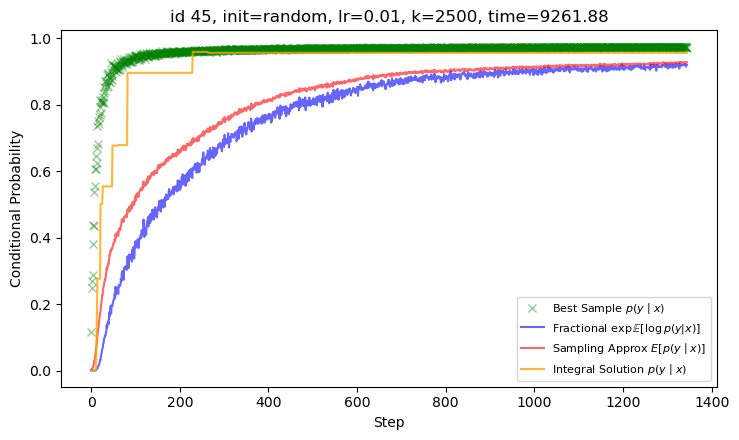 id 45, init=random, lr=0.01, k=2500, time=9261.88
Conditional Probability
1.0
0.8
0.6
0.4
0.2
0.0
0
200
400
600
800
1000
1200
1400
Step
Best Sample p(y | x)
Fractional exp𝔼[log p(y|x)]
Sampling Approx E[p(y | x)]
Integral Solution p(y | x)